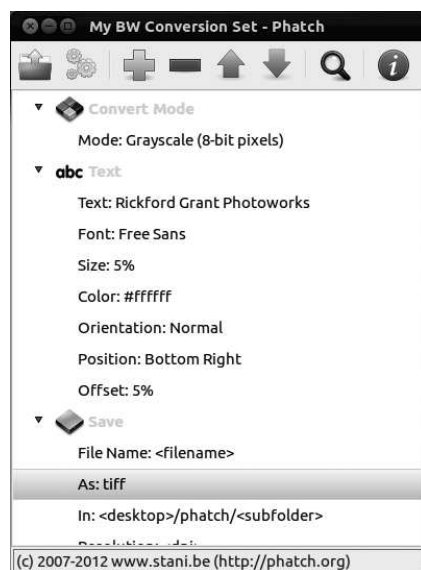 My BW Conversion Set - Phatch
Convert Mode
Mode: Grayscale (8-bit pixels)
abc Text
Text: Rickford Grant Photoworks
Font: Free Sans
Size: 5%
Color: #ffffff
Orientation: Normal
Position: Bottom Right
Offset: 5%
Save
File Name: <filename>
As: tiff
In: <desktop>/phatch/<subfolder>
(c) 2007-2012 www.stani.be (http://phatch.org)